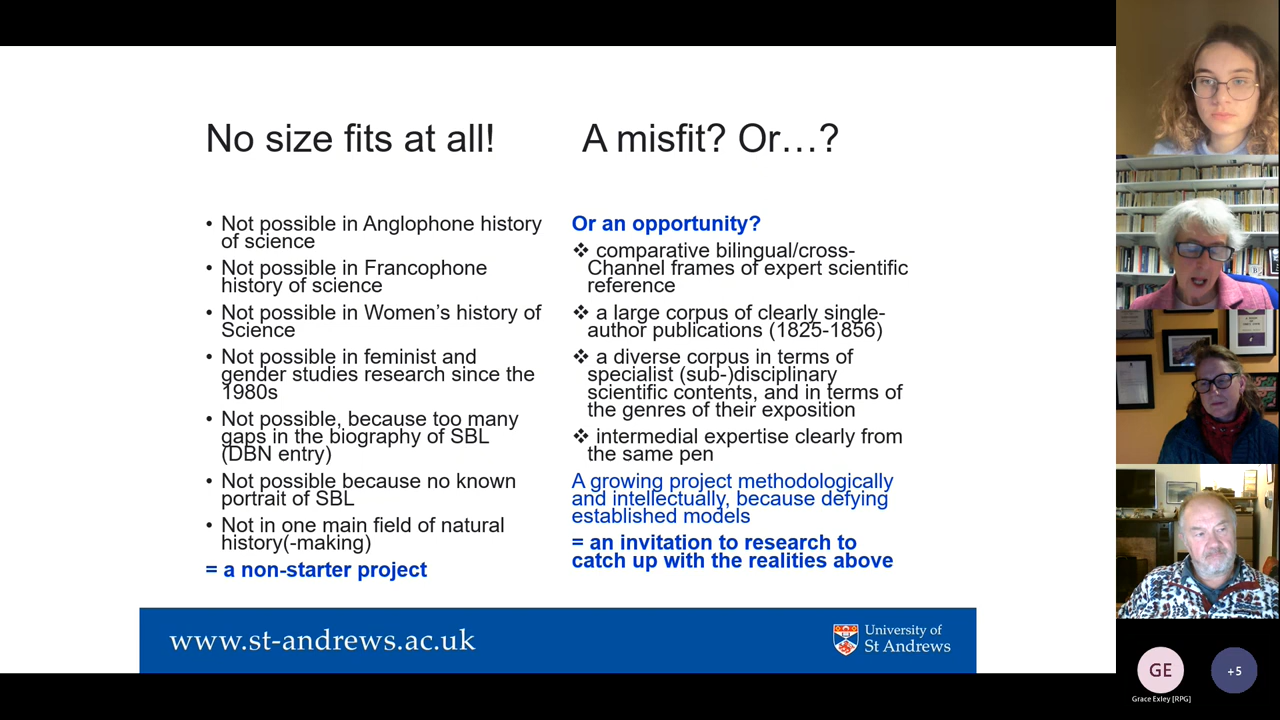 No size fits at all!
• Not possible in Anglophone history
of science
• Not possible in Francophone
history of science
• Not possible in Women’s history of
Science
• Not possible in feminist and
gender studies research since the
1980s
• Not possible, because too many
gaps in the biography of SBL
(DBN entry)
• Not possible because no known
portrait of SBL
• Not in one main field of natural
history(-making)
= a non-starter project
A misfit? Or…?
Or an opportunity?
❖ comparative bilingual/cross-
Channel frames of expert scientific
reference
❖ a large corpus of clearly single-
author publications (1825-1856)
❖ a diverse corpus in terms of
specialist (sub-)disciplinary
scientific contents, and in terms of
the genres of their exposition
❖ intermedial expertise clearly from
the same pen
A growing project methodologically
and intellectually, because defying
established models
= an invitation to research to
catch up with the realities above
www.st-andrews.ac.uk
University of
St Andrews
GE
+5
Grace Exley [RPG]